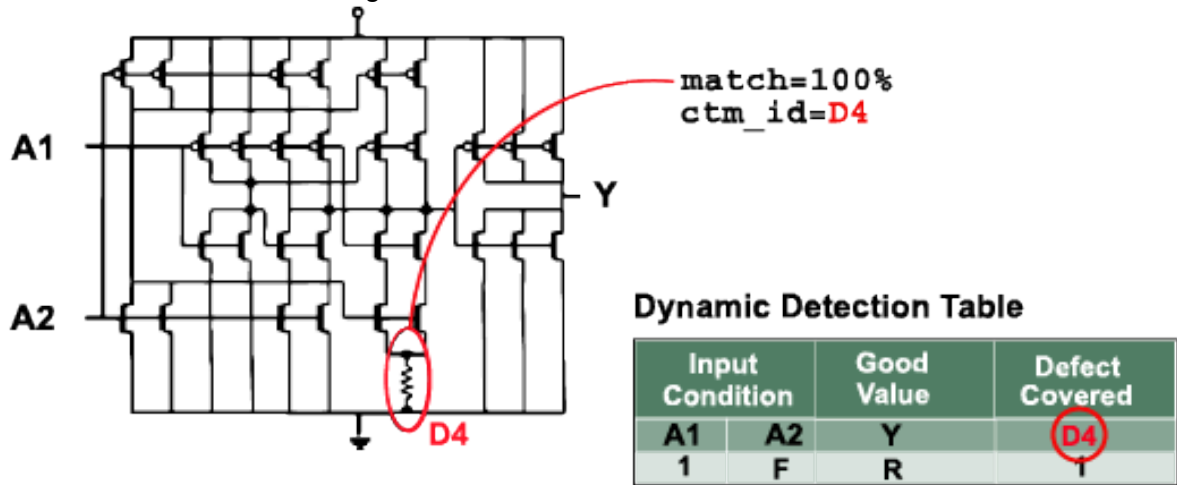 match=100%
ctm_id=D4
A1
Y
A2
D4
Dynamic Detection Table
Input Condition Good Value Defect Covered
A1 A2 Y D4
1 F R 1